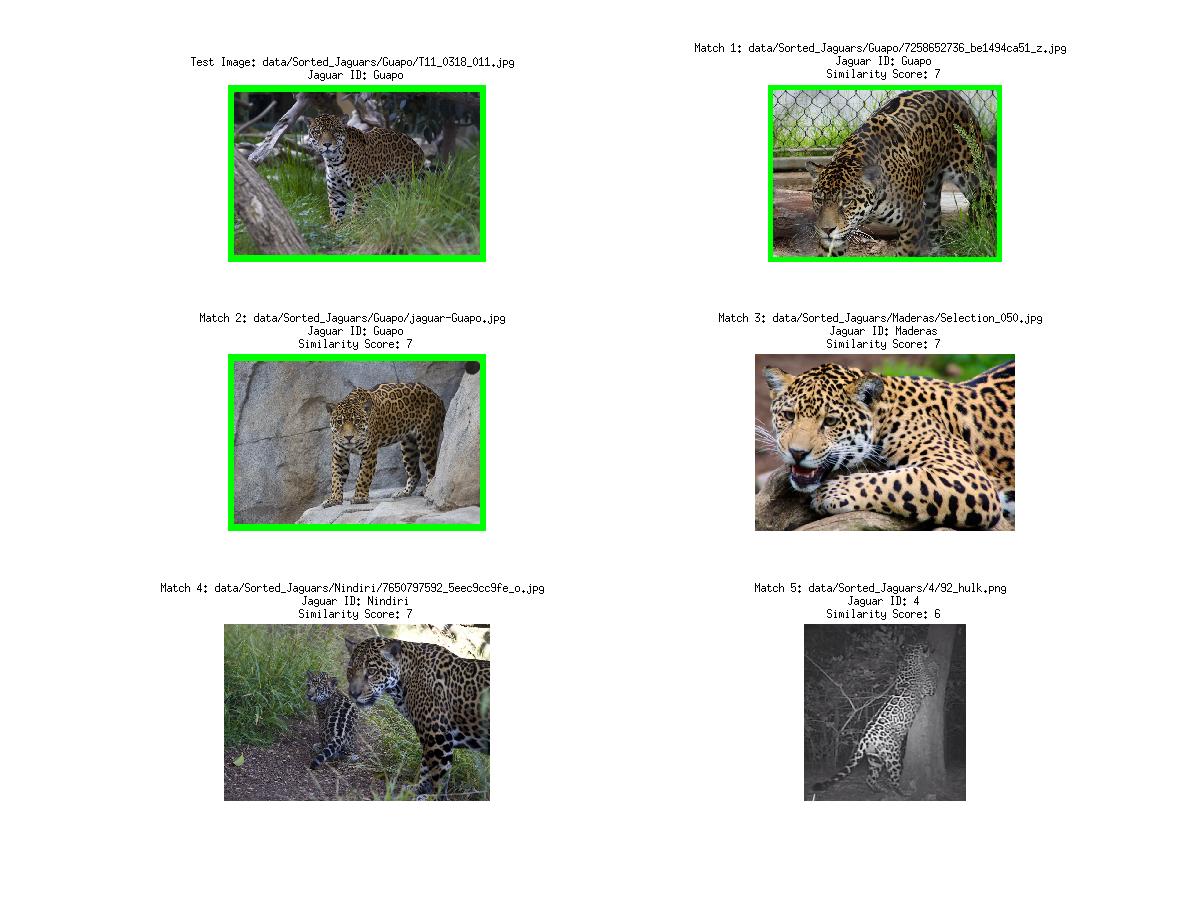 Test Image: data/Sorted_Jaguars/Guapo/T11_0318_011.jpg
Jaguar ID: Guapo
Match 1: data/Sorted_Jaguars/Guapo/7258652736_be1494ca51_z.jpg
Jaguar ID: Guapo
Similarity Score: 7
Match 2: data/Sorted_Jaguars/Guapo/jaguar-Guapo.jpg
Jaguar ID: Guapo
Similarity Score: 7
Match 3: data/Sorted_Jaguars/Maderas/Selection_050.jpg
Jaguar ID: Maderas
Similarity Score: 7
Match 4: data/Sorted_Jaguars/Nindiri/7650797592_5eec9cc9fe_o.jpg
Jaguar ID: Nindiri
Similarity Score: 7
Match 5: data/Sorted_Jaguars/4/92_hulk.png
Jaguar ID: 4
Similarity Score: 6